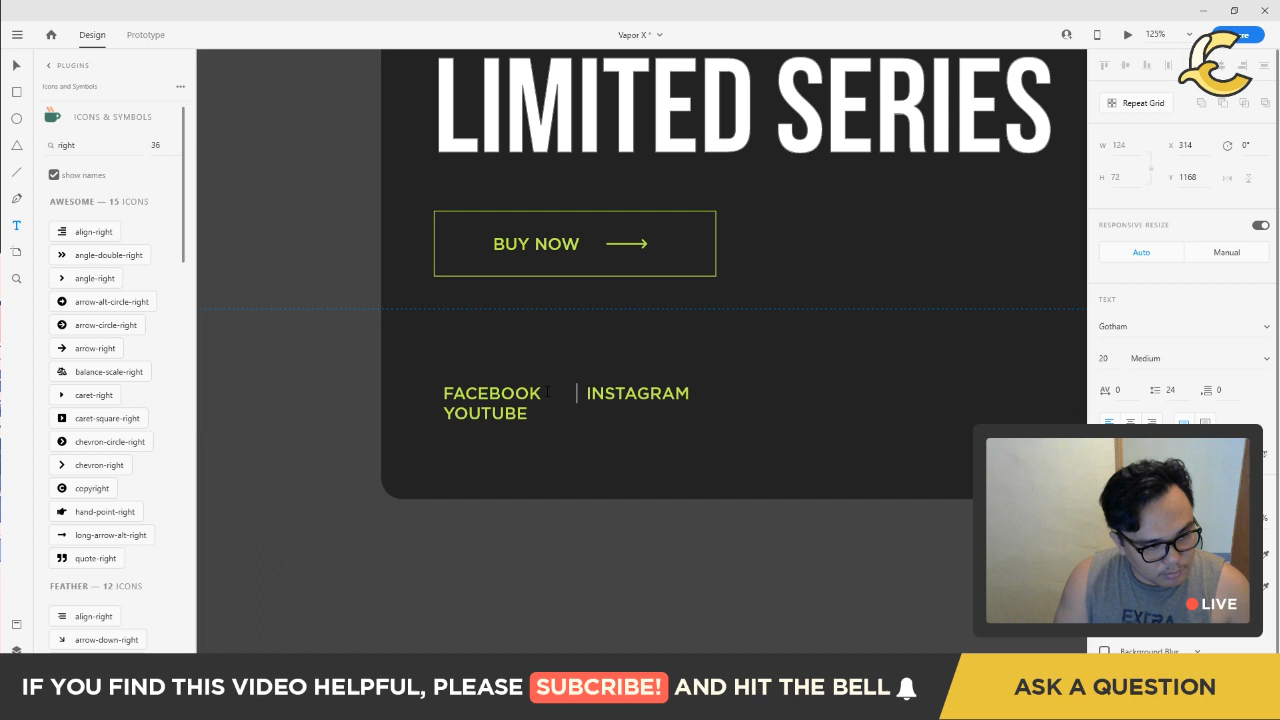 Design
Prototype
Vapor X *
125%
PLUGINS
Icons and Symbols
ICONS & SYMBOLS
right
36
show names
AWESOME — 15 ICONS
align-right
angle-double-right
angle-right
arrow-alt-circle-right
arrow-circle-right
arrow-right
balance-scale-right
caret-right
caret-square-right
chevron-circle-right
chevron-right
copyright
hand-point-right
long-arrow-alt-right
quote-right
FEATHER — 12 ICONS
align-right
arrow-down-right
LIMITED SERIES
BUY NOW
FACEBOOK
INSTAGRAM
YOUTUBE
Repeat Grid
W 124
X 314
0°
H 72
Y 1168
RESPONSIVE RESIZE
Auto
Manual
TEXT
Gotham
20
Medium
AV 0
24
0
Background Blur
EXTRA
LIVE
IF YOU FIND THIS VIDEO HELPFUL, PLEASE SUBCRIBE! AND HIT THE BELL
ASK A QUESTION